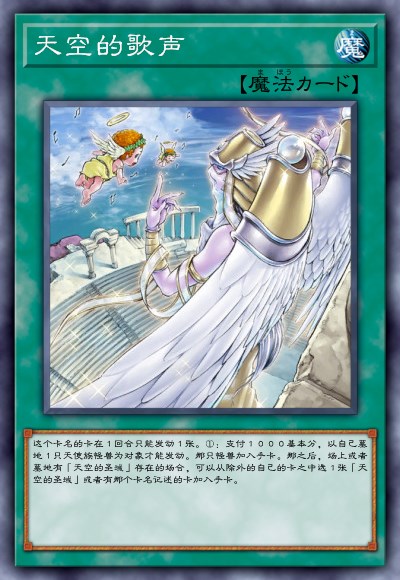 天空的歌声
魔
【魔法カード】
まほう
这个卡名的卡在1回合只能发动1张。①：支付1000基本分，以自己墓
地1只天使族怪兽为对象才能发动。那只怪兽加入手卡。那之后，场上或者
墓地有「天空的圣域」存在的场合，可以从除外的自己的卡之中选1张「天
空的圣域」或者有那个卡名记述的卡加入手卡。